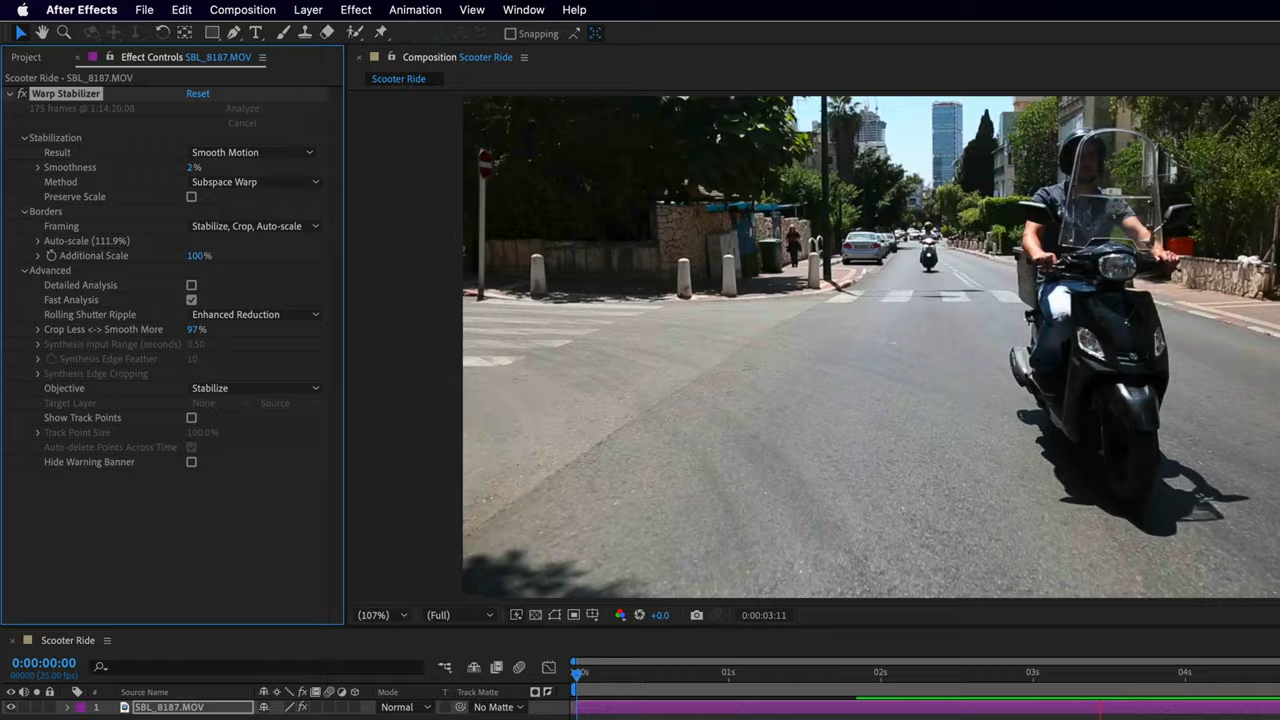 After Effects File Edit Composition Layer Effect Animation View Window Help
Snapping
Project Effect Controls SBL_8187.MOV Composition Scooter Ride
Scooter Ride • SBL_8187.MOV
Scooter Ride
fx Warp Stabilizer Reset
175 frames @ 1:14:20:08 Analyze
Cancel
Stabilization
Result Smooth Motion
Smoothness 2%
Method Subspace Warp
Preserve Scale
Borders
Framing Stabilize, Crop, Auto-scale
Auto-scale (111.9%)
Additional Scale 100%
Advanced
Detailed Analysis
Fast Analysis
Rolling Shutter Ripple Enhanced Reduction
Crop Less <-> Smooth More 97%
Synthesis Input Range (seconds) 0.50
Synthesis Edge Feather 10
Synthesis Edge Cropping
Objective Stabilize
Target Layer None Source
Show Track Points
Track Point Size 100.0%
Auto-delete Points Across Time
Hide Warning Banner
(107%) (Full) +0.0 0:00:03:11
Scooter Ride
0:00:00:00
00000 (25.00 fps)
:00s 01s 02s 03s 04s
# Source Name fx Mode Track Matte
1 SBL_8187.MOV fx Normal No Matte